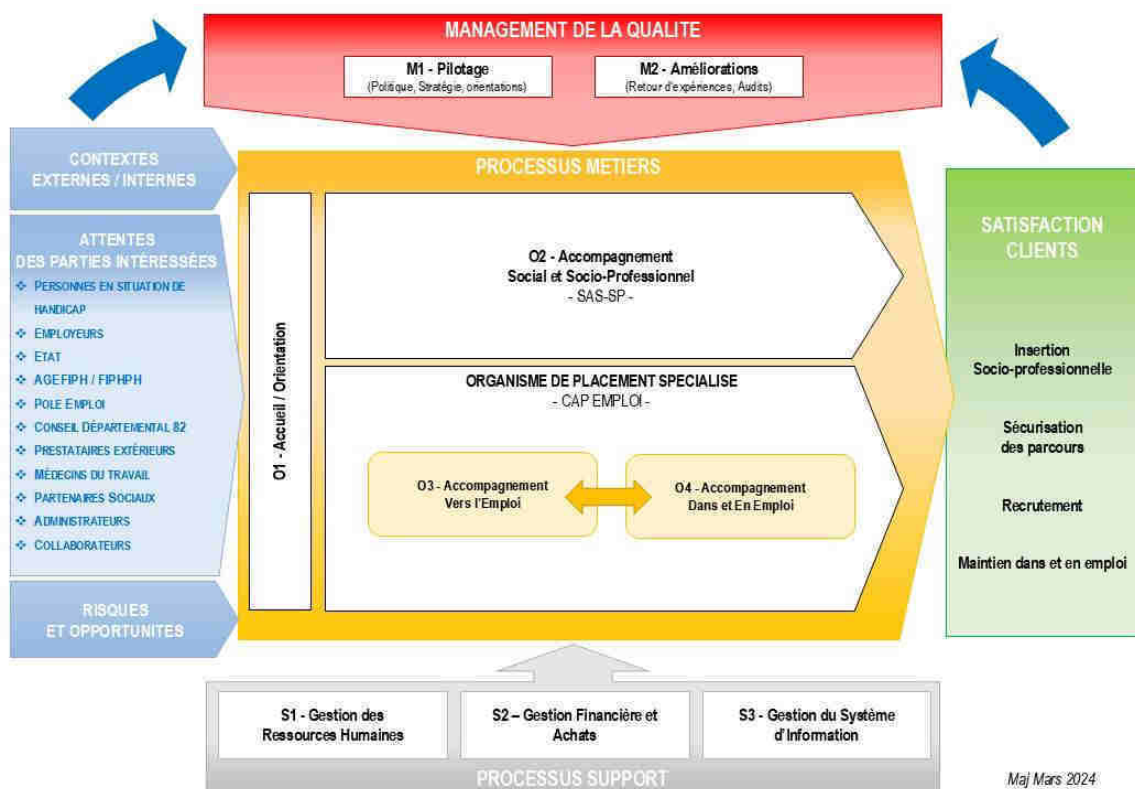 MANAGEMENT DE LA QUALITE
M1 - Pilotage
(Politique, Stratégie, orientations)
M2 - Améliorations
(Retour d'expériences, Audits)
CONTEXTES
EXTERNES / INTERNES
ATTENTES
DES PARTIES INTÉRESSÉES
❖ PERSONNES EN SITUATION DE
HANDICAP
❖ EMPLOYEURS
❖ ETAT
❖ AGEFIPH / FIPHPH
❖ POLE EMPLOI
❖ CONSEIL DÉPARTEMENTAL 82
❖ PRESTATAIRES EXTÉRIEURS
❖ MÉDECINS DU TRAVAIL
❖ PARTENAIRES SOCIAUX
❖ ADMINISTRATEURS
❖ COLLABORATEURS
RISQUES
ET OPPORTUNITES
PROCESSUS METIERS
O1 - Accueil / Orientation
O2 - Accompagnement
Social et Socio-Professionnel
- SAS-SP -
ORGANISME DE PLACEMENT SPECIALISE
- CAP EMPLOI -
O3 - Accompagnement
Vers l'Emploi
O4 - Accompagnement
Dans et En Emploi
SATISFACTION
CLIENTS
Insertion
Socio-professionnelle
Sécurisation
des parcours
Recrutement
Maintien dans et en emploi
S1 - Gestion des
Ressources Humaines
S2 – Gestion Financière et
Achats
S3 - Gestion du Système
d'Information
PROCESSUS SUPPORT
Maj Mars 2024